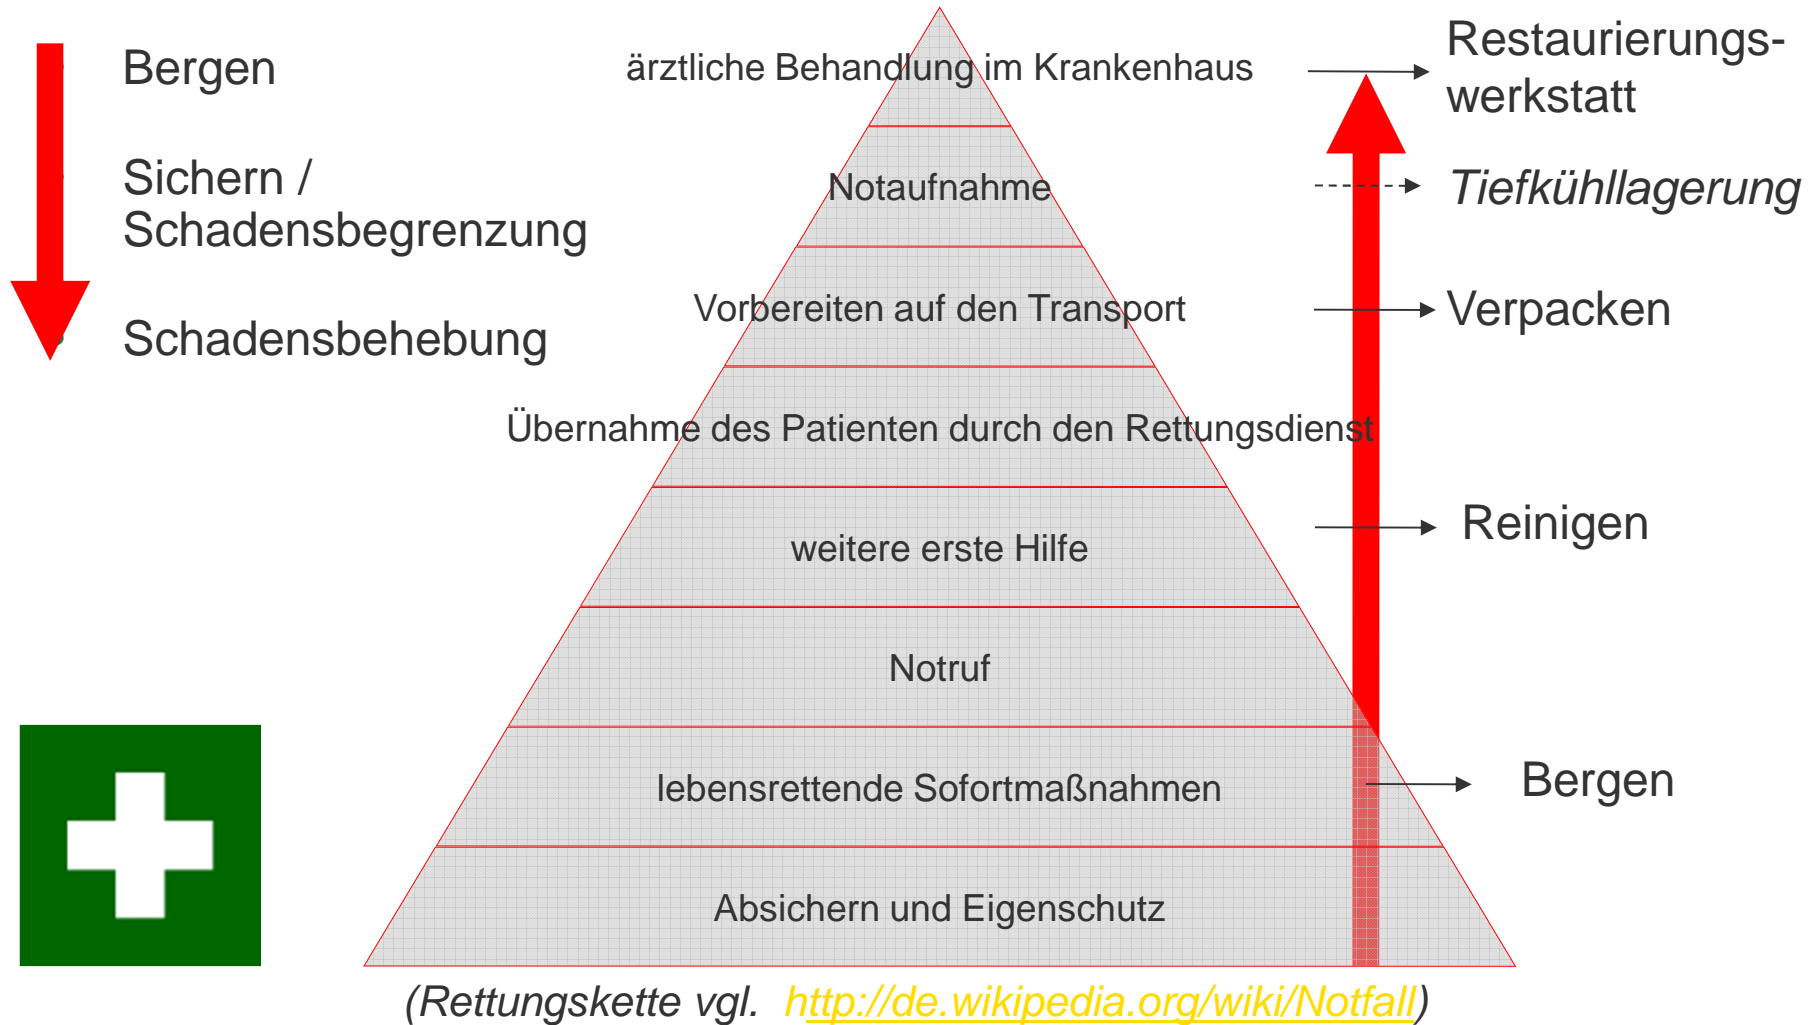 Bergen
Sichern /
Schadensbegrenzung
Schadensbehebung
ärztliche Behandlung im Krankenhaus
Notaufnahme
Vorbereiten auf den Transport
Übernahme des Patienten durch den Rettungsdienst
weitere erste Hilfe
Notruf
lebensrettende Sofortmaßnahmen
Absichern und Eigenschutz
Restaurierungs-
werkstatt
Tiefkühllagerung
Verpacken
Reinigen
Bergen
(Rettungskette vgl. http://de.wikipedia.org/wiki/Notfall)